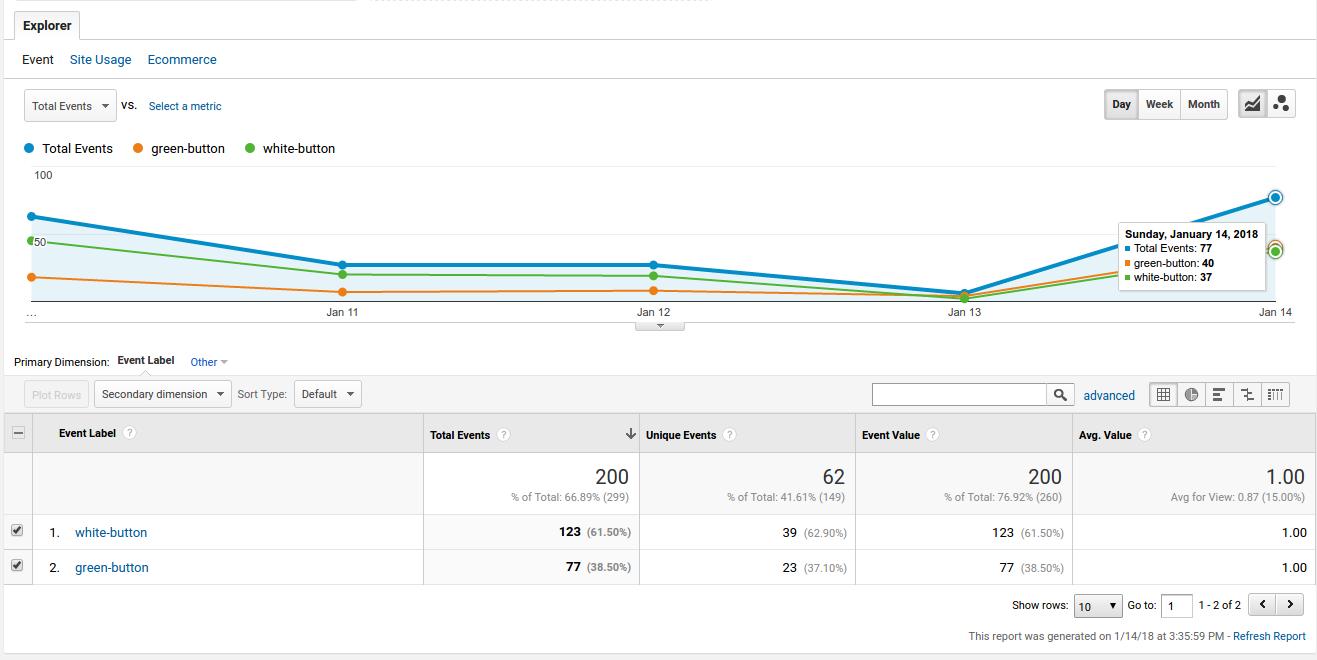 Explorer
Event Site Usage Ecommerce
Total Events VS. Select a metric Day Week Month
Total Events green-button white-button
100
50
Sunday, January 14, 2018
Total Events: 77
green-button: 40
white-button: 37
... Jan 11 Jan 12 Jan 13 Jan 14
Primary Dimension: Event Label Other
Plot Rows Secondary dimension Sort Type: Default advanced
Event Label ? Total Events ? Unique Events ? Event Value ? Avg. Value ?
200 62 200 1.00
% of Total: 66.89% (299) % of Total: 41.61% (149) % of Total: 76.92% (260) Avg for View: 0.87 (15.00%)
1. white-button 123 (61.50%) 39 (62.90%) 123 (61.50%) 1.00
2. green-button 77 (38.50%) 23 (37.10%) 77 (38.50%) 1.00
Show rows: 10 Go to: 1 1 - 2 of 2
This report was generated on 1/14/18 at 3:35:59 PM - Refresh Report